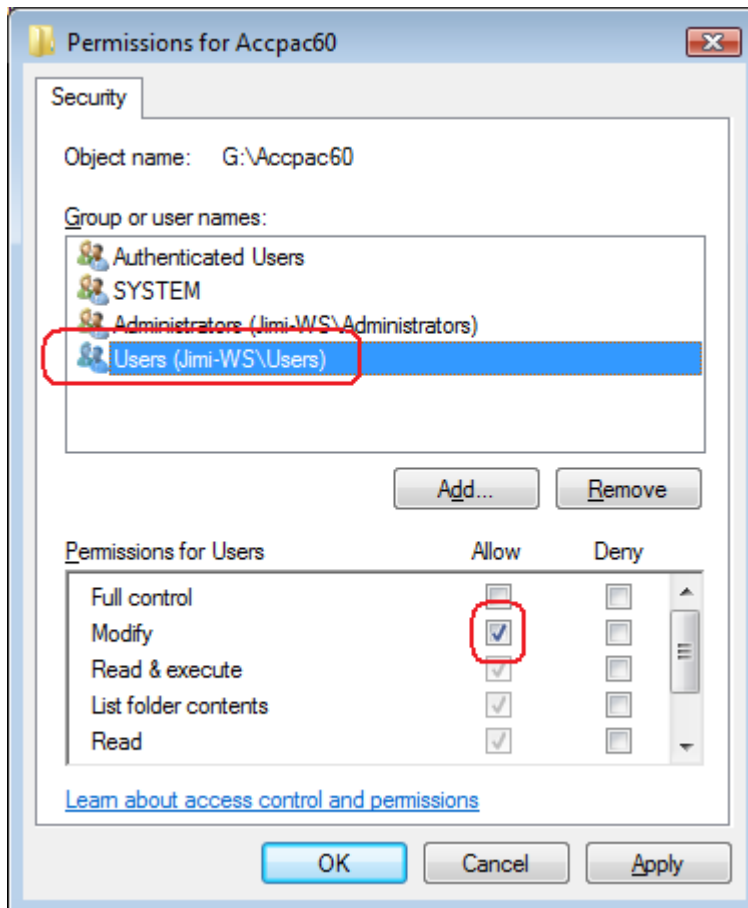 Permissions for Accpac60
Security
Object name: G:\Accpac60
Group or user names:
Authenticated Users
SYSTEM
Administrators (Jimi-WS\Administrators)
Users (Jimi-WS\Users)
Add... Remove
Permissions for Users Allow Deny
Full control
Modify
Read & execute
List folder contents
Read
Learn about access control and permissions
OK Cancel Apply